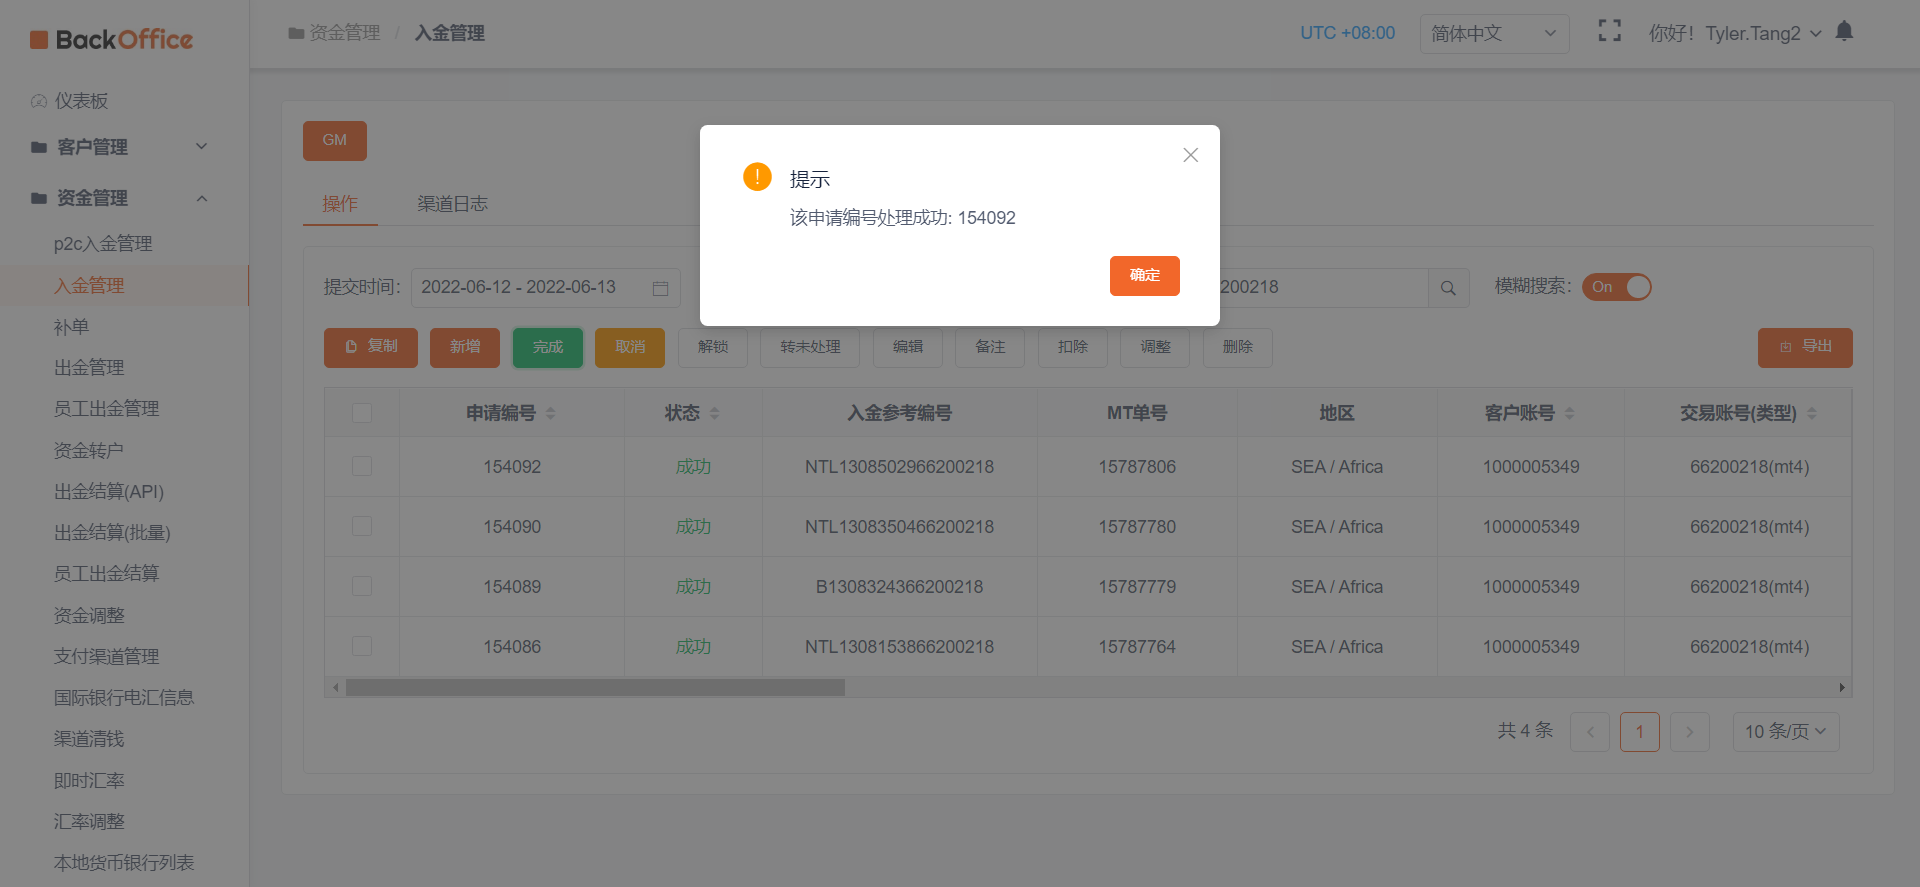 BackOffice
资金管理 / 入金管理
UTC +08:00
简体中文
你好！ Tyler.Tang2
仪表板
客户管理
资金管理
p2c入金管理
入金管理
补单
出金管理
员工出金管理
资金转户
出金结算(API)
出金结算(批量)
员工出金结算
资金调整
支付渠道管理
国际银行电汇信息
渠道清钱
即时汇率
汇率调整
本地货币银行列表
GM
操作 渠道日志
!
提示
该申请编号处理成功: 154092
确定
提交时间: 2022-06-12 - 2022-06-13
200218
模糊搜索: On
复制 新增 完成 取消 解锁 转未处理 编辑 备注 扣除 调整 删除 导出
申请编号 状态 入金参考编号 MT单号 地区 客户账号 交易账号(类型)
154092 成功 NTL1308502966200218 15787806 SEA / Africa 1000005349 66200218(mt4)
154090 成功 NTL1308350466200218 15787780 SEA / Africa 1000005349 66200218(mt4)
154089 成功 B1308324366200218 15787779 SEA / Africa 1000005349 66200218(mt4)
154086 成功 NTL1308153866200218 15787764 SEA / Africa 1000005349 66200218(mt4)
共 4 条 1 10 条/页